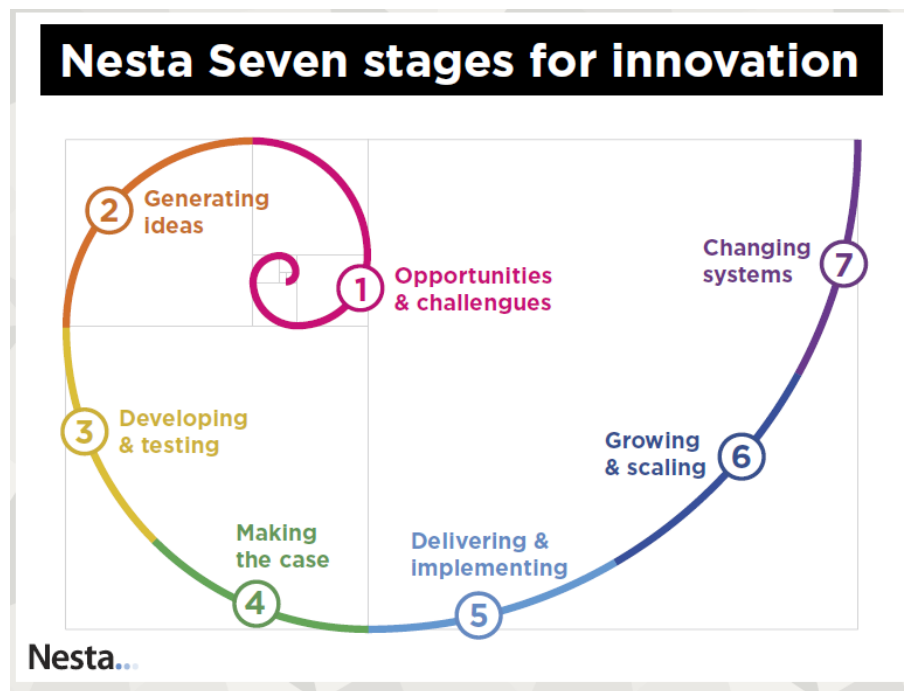 Nesta Seven stages for innovation
1
Opportunities
& challengues
2
Generating
ideas
3
Developing
& testing
4
Making
the case
5
Delivering &
implementing
6
Growing
& scaling
7
Changing
systems
Nesta...